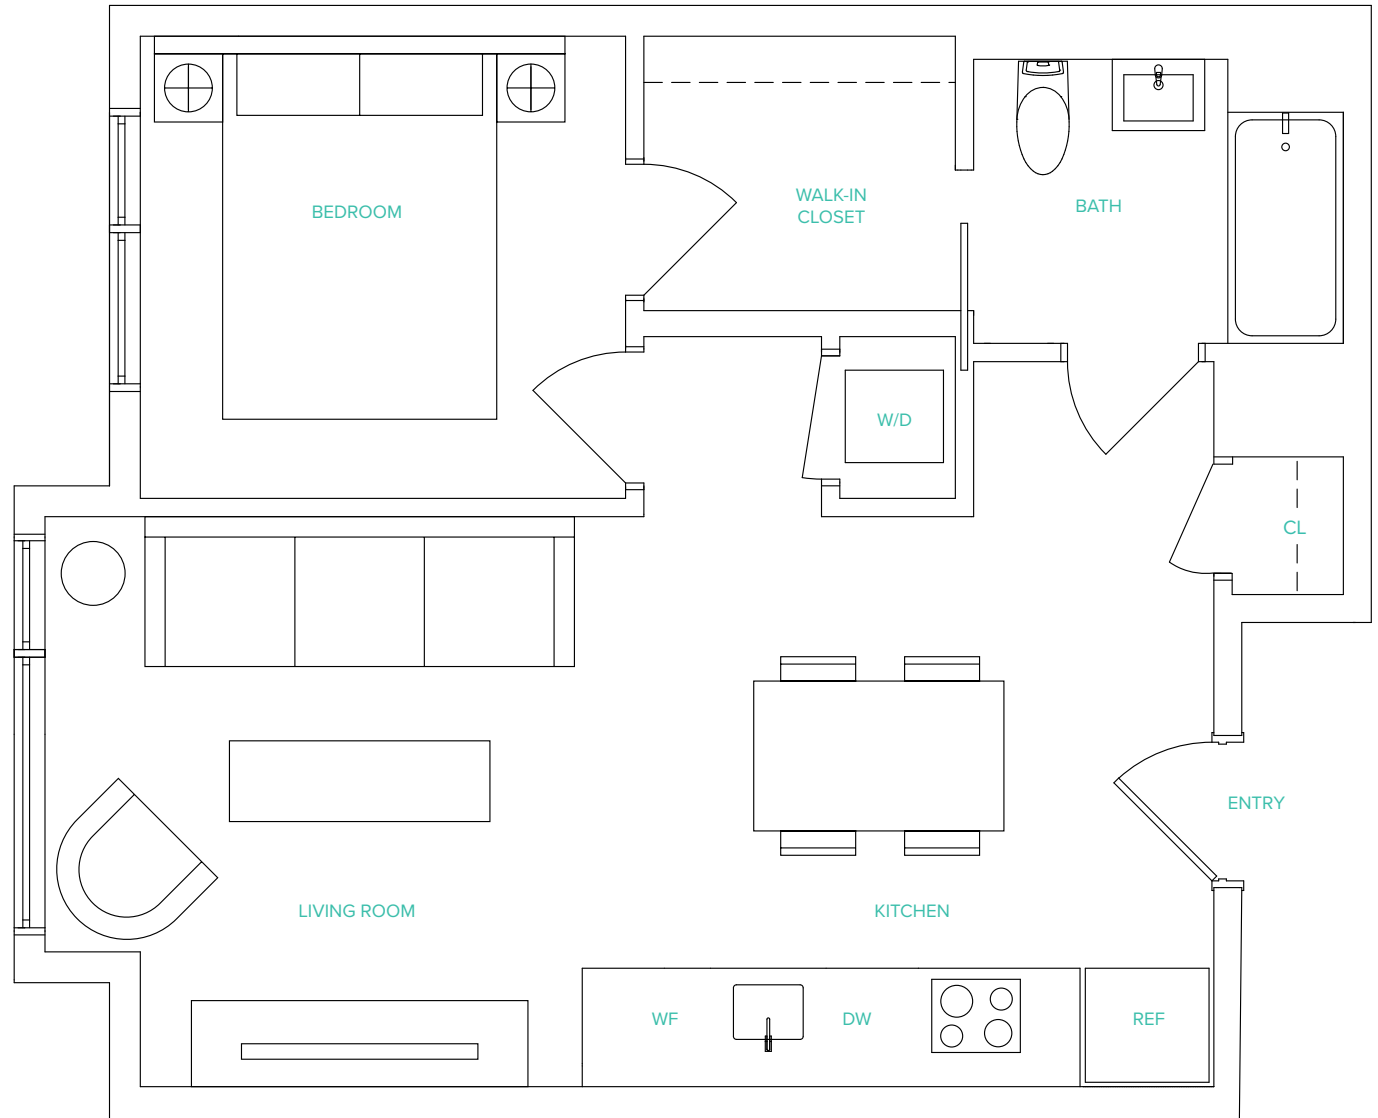 BEDROOM
WALK-IN
CLOSET
BATH
W/D
CL
ENTRY
LIVING ROOM
KITCHEN
WF
DW
REF